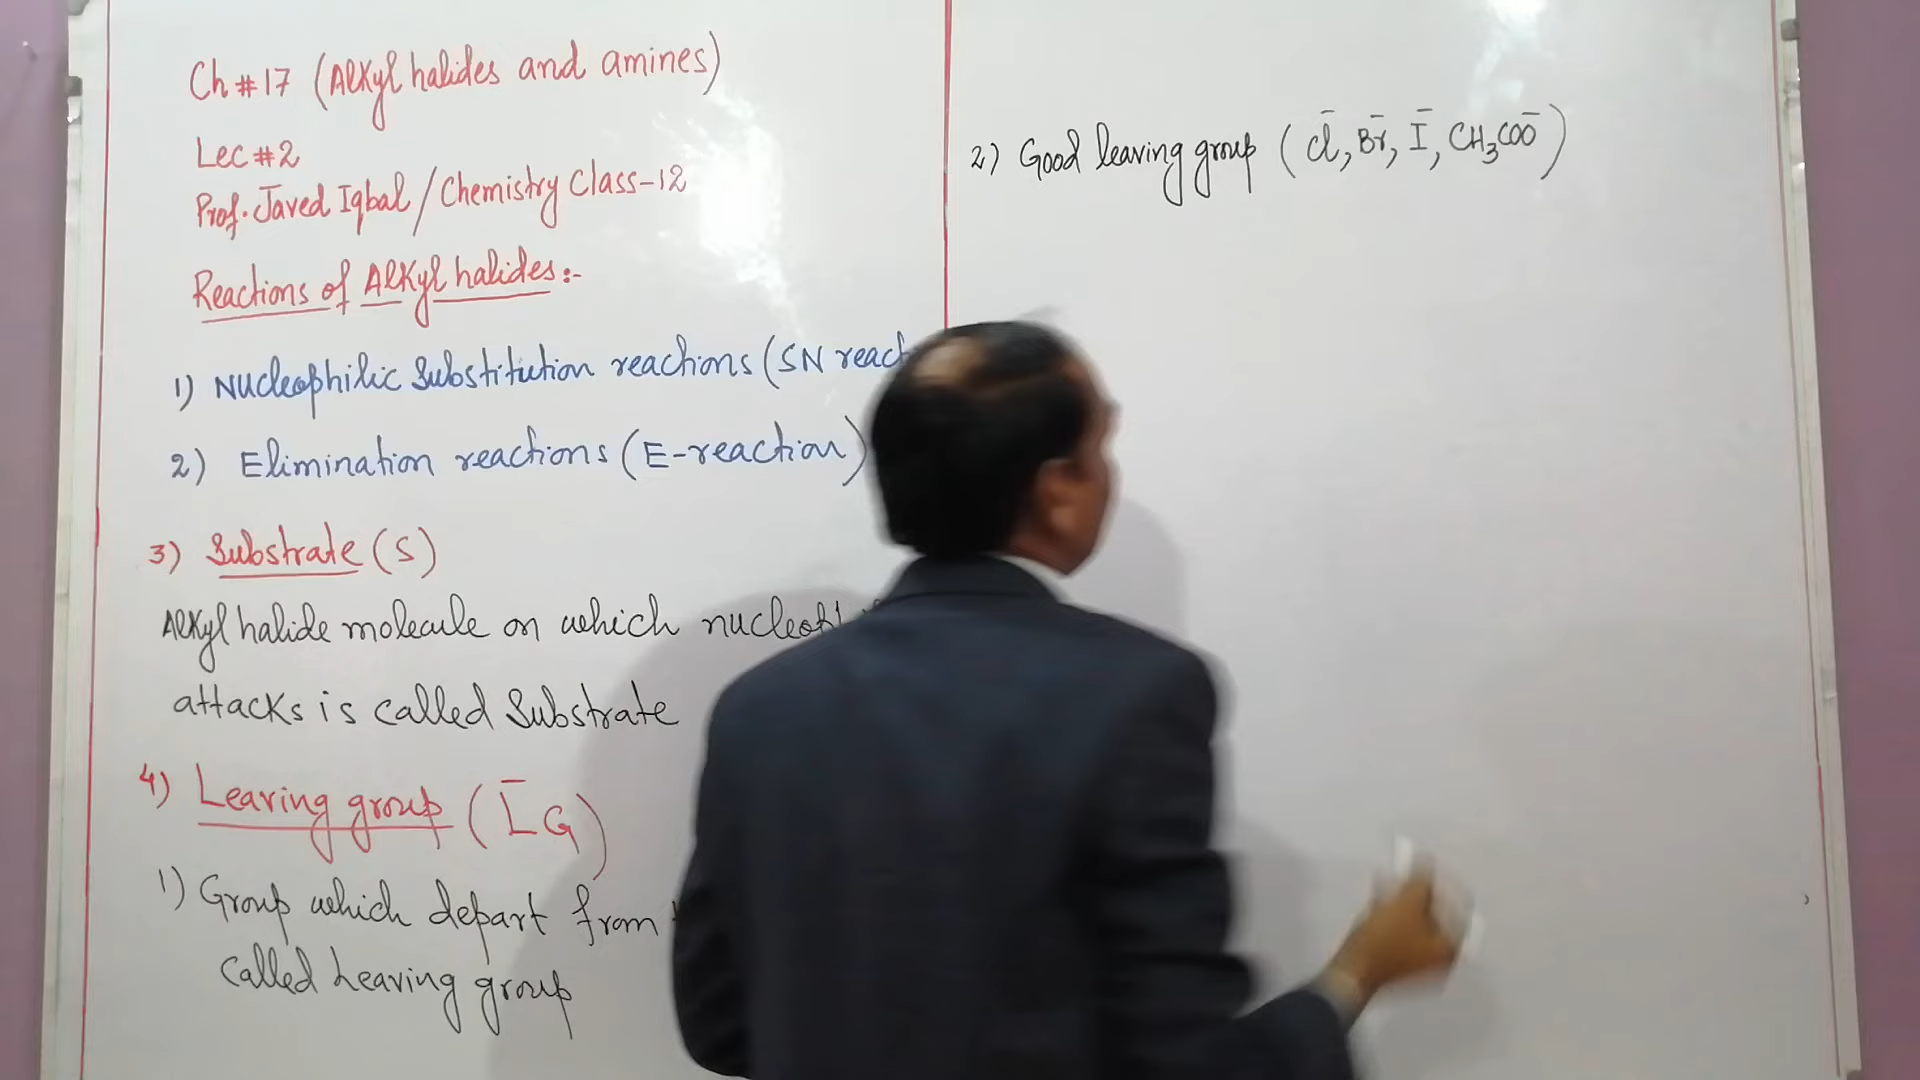 Ch # 17 (Alkyl halides and amines)
Lec # 2
Prof. Javed Iqbal / Chemistry Class-12
Reactions of Alkyl halides :-
1) Nucleophilic Substitution reactions (SN
2) Elimination reactions (E-reaction)
3) Substrate (S)
Alkyl halide molecule on which
attacks is called Substrate
4) Leaving group (L̄G)
1) Group which depart from
called Leaving group
2) Good leaving group (Cl⁻, Br⁻, I⁻, CH₃COO⁻)